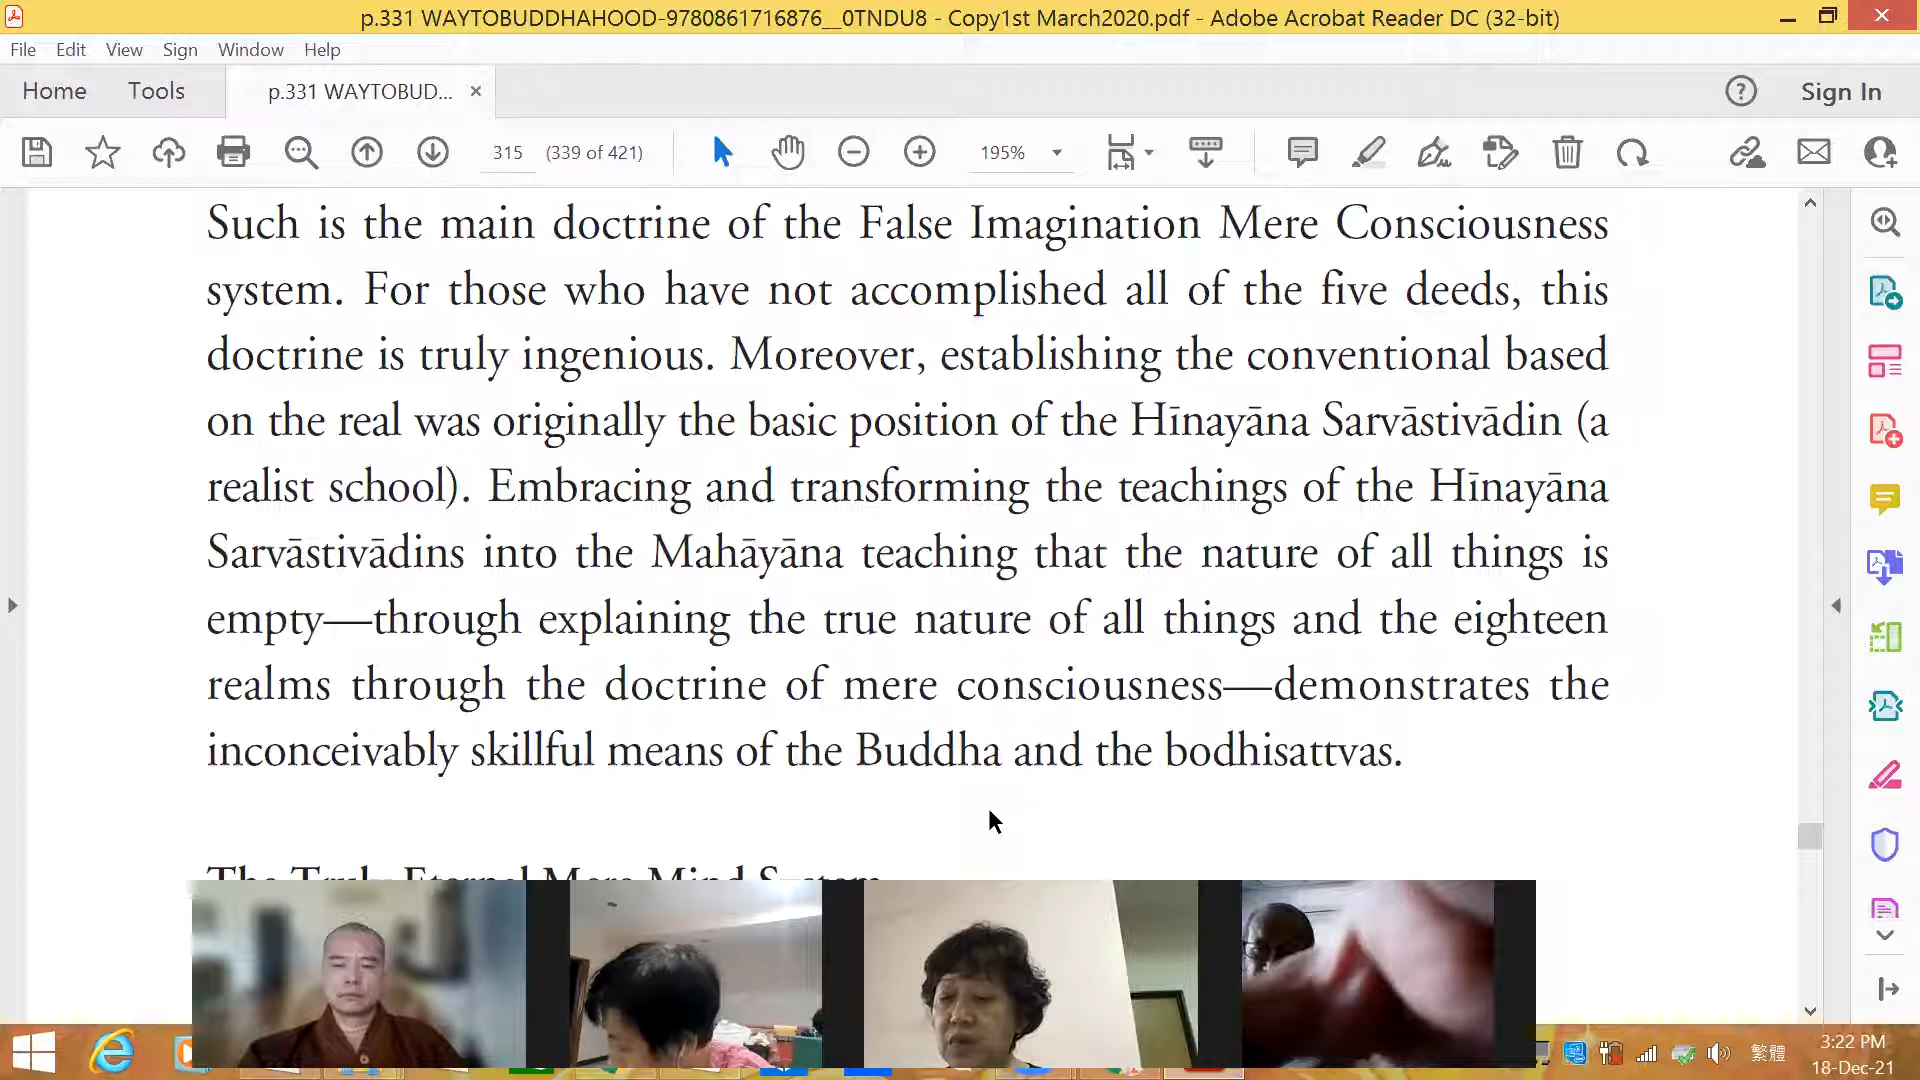 p.331 WAYTOBUDDHAHOOD-9780861716876__0TNDU8 - Copy1st March2020.pdf - Adobe Acrobat Reader DC (32-bit)
File Edit View Sign Window Help
Home Tools p.331 WAYTOBUD... × Sign In
315 (339 of 421) 195%
Such is the main doctrine of the False Imagination Mere Consciousness
system. For those who have not accomplished all of the five deeds, this
doctrine is truly ingenious. Moreover, establishing the conventional based
on the real was originally the basic position of the Hīnayāna Sarvāstivādin (a
realist school). Embracing and transforming the teachings of the Hīnayāna
Sarvāstivādins into the Mahāyāna teaching that the nature of all things is
empty—through explaining the true nature of all things and the eighteen
realms through the doctrine of mere consciousness—demonstrates the
inconceivably skillful means of the Buddha and the bodhisattvas.
The Truly Eternal Mere Mind System
繁體 3:22 PM
18-Dec-21